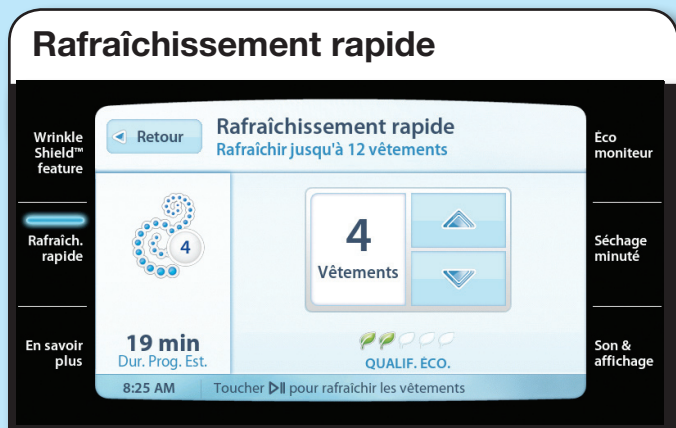 Rafraîchissement rapide
Wrinkle
Shield™
feature
Rafraîch.
rapide
En savoir
plus
Retour
Rafraîchissement rapide
Rafraîchir jusqu'à 12 vêtements
4
19 min
Dur. Prog. Est.
4
Vêtements
QUALIF. ÉCO.
8:25 AM
Toucher ▷II pour rafraîchir les vêtements
Éco
moniteur
Séchage
minuté
Son &
affichage